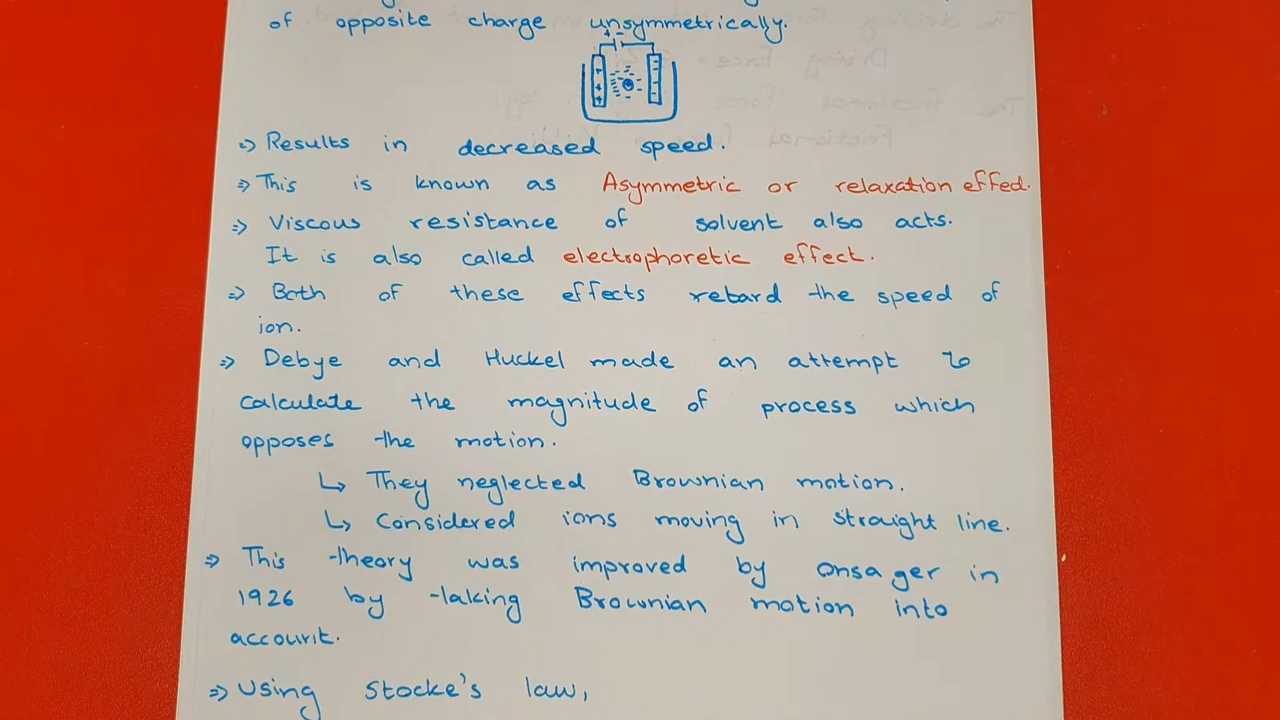 of opposite charge unsymmetrically.
⇒ Results in decreased speed.
⇒ This is known as Asymmetric or relaxation effect.
⇒ Viscous resistance of solvent also acts.
It is also called electrophoretic effect.
⇒ Both of these effects retard the speed of
ion.
⇒ Debye and Huckel made an attempt to
calculate the magnitude of process which
opposes the motion.
↳ They neglected Brownian motion.
↳ Considered ions moving in straight line.
⇒ This theory was improved by onsager in
1926 by taking Brownian motion into
account.
⇒ Using Stocke's law,